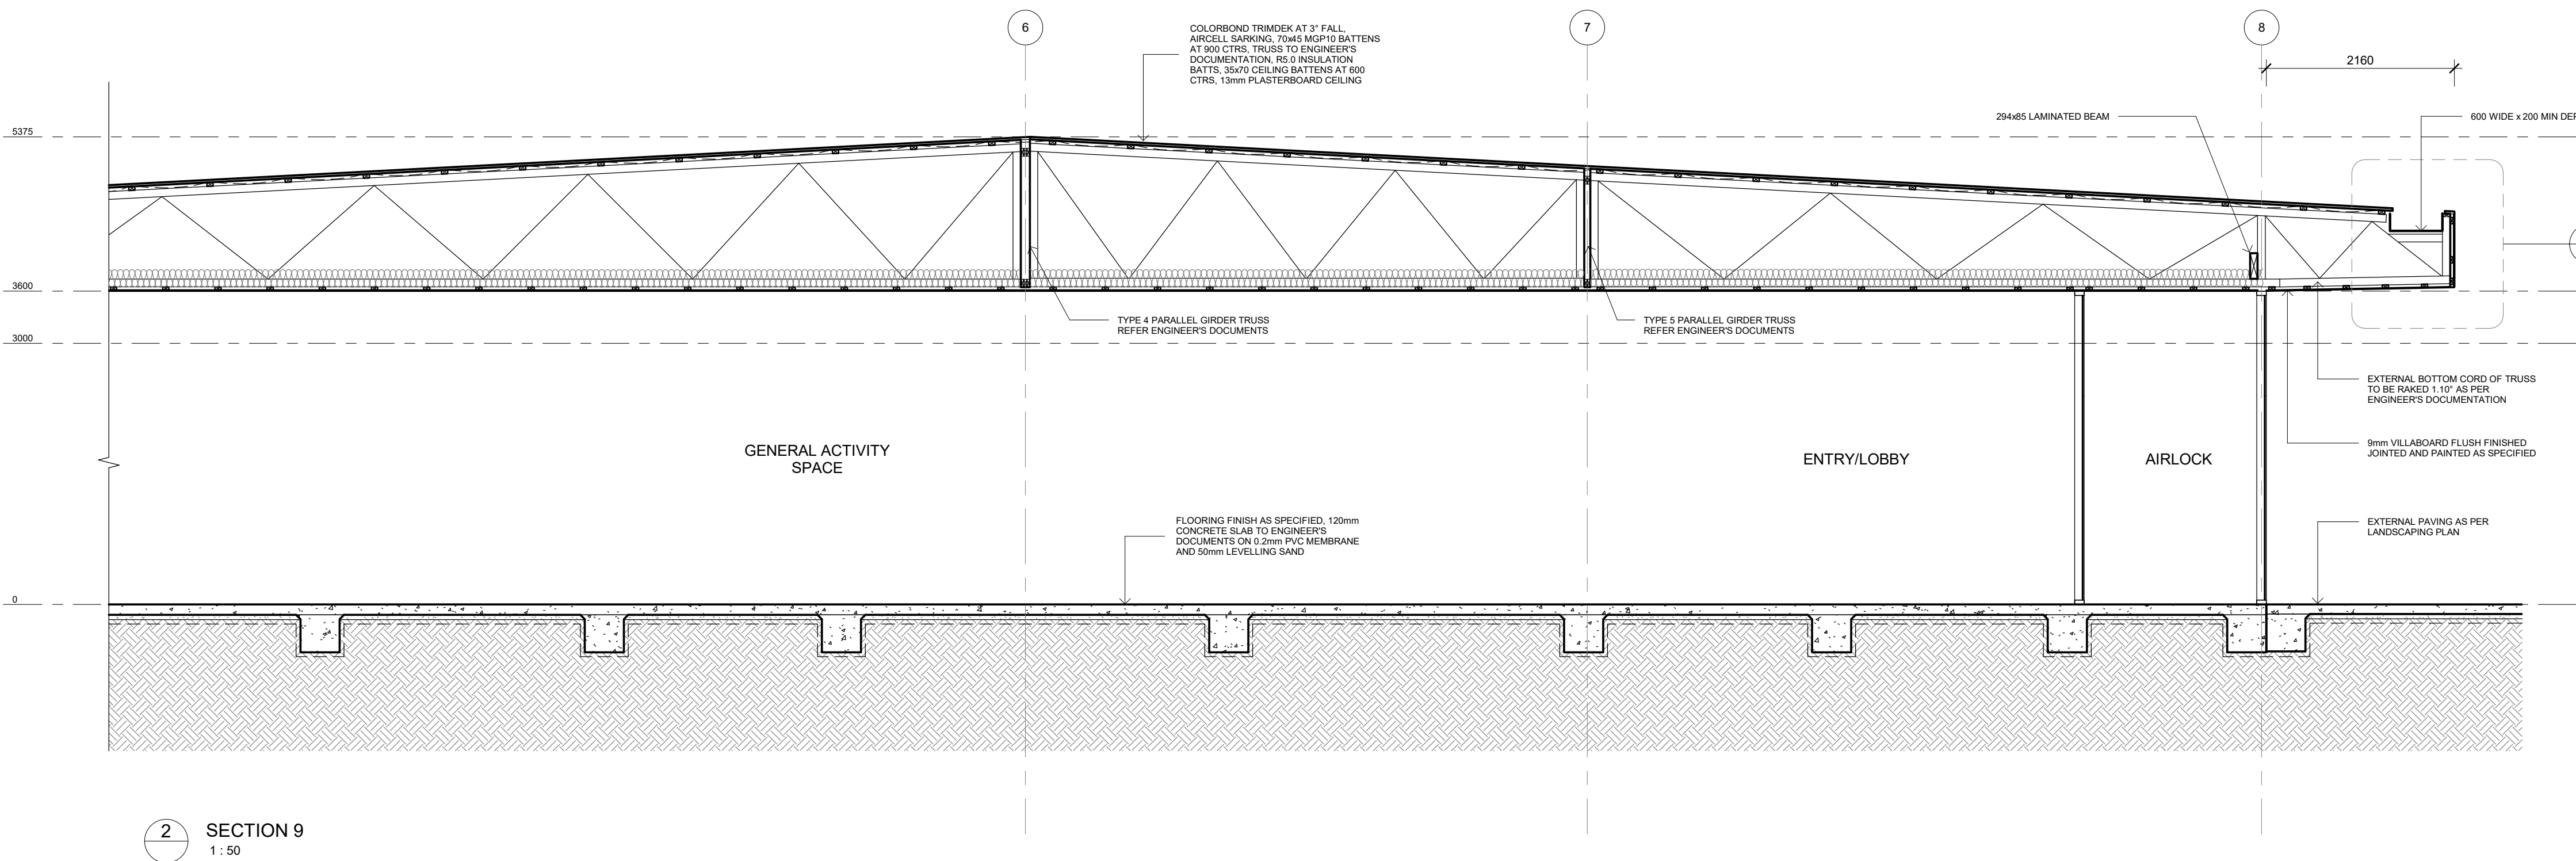 6
7
8
COLORBOND TRIMDEK AT 3° FALL,
AIRCELL SARKING, 70x45 MGP10 BATTENS
AT 900 CTRS, TRUSS TO ENGINEER'S
DOCUMENTATION, R5.0 INSULATION
BATTS, 35x70 CEILING BATTENS AT 600
CTRS, 13mm PLASTERBOARD CEILING
2160
294x85 LAMINATED BEAM
600 WIDE x 200 MIN
5375
3600
3000
0
TYPE 4 PARALLEL GIRDER TRUSS
REFER ENGINEER'S DOCUMENTS
TYPE 5 PARALLEL GIRDER TRUSS
REFER ENGINEER'S DOCUMENTS
EXTERNAL BOTTOM CORD OF TRUSS
TO BE RAKED 1.10° AS PER
ENGINEER'S DOCUMENTATION
9mm VILLABOARD FLUSH FINISHED
JOINTED AND PAINTED AS SPECIFIED
GENERAL ACTIVITY
SPACE
ENTRY/LOBBY
AIRLOCK
FLOORING FINISH AS SPECIFIED, 120mm
CONCRETE SLAB TO ENGINEER'S
DOCUMENTS ON 0.2mm PVC MEMBRANE
AND 50mm LEVELLING SAND
EXTERNAL PAVING AS PER
LANDSCAPING PLAN
2
SECTION 9
1 : 50